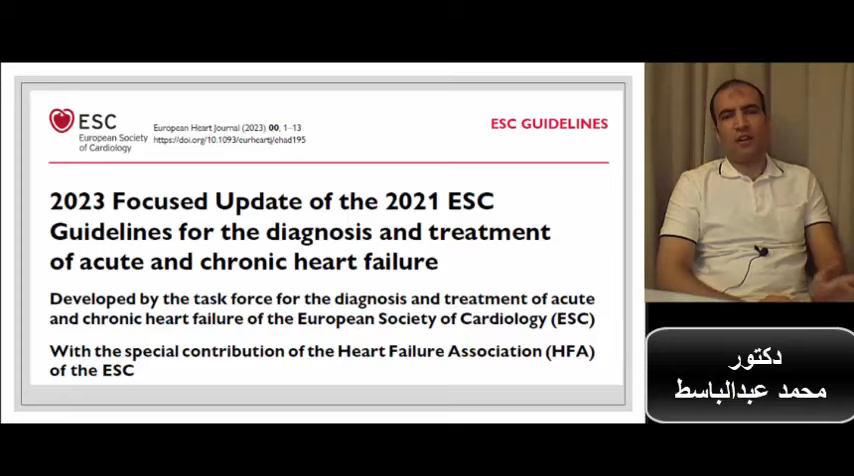 ESC
European Society
of Cardiology
European Heart Journal (2023) 00, 1–13
https://doi.org/10.1093/eurheartj/ehad195
ESC GUIDELINES
2023 Focused Update of the 2021 ESC
Guidelines for the diagnosis and treatment
of acute and chronic heart failure
Developed by the task force for the diagnosis and treatment of acute
and chronic heart failure of the European Society of Cardiology (ESC)
With the special contribution of the Heart Failure Association (HFA)
of the ESC
دكتور
محمد عبدالباسط